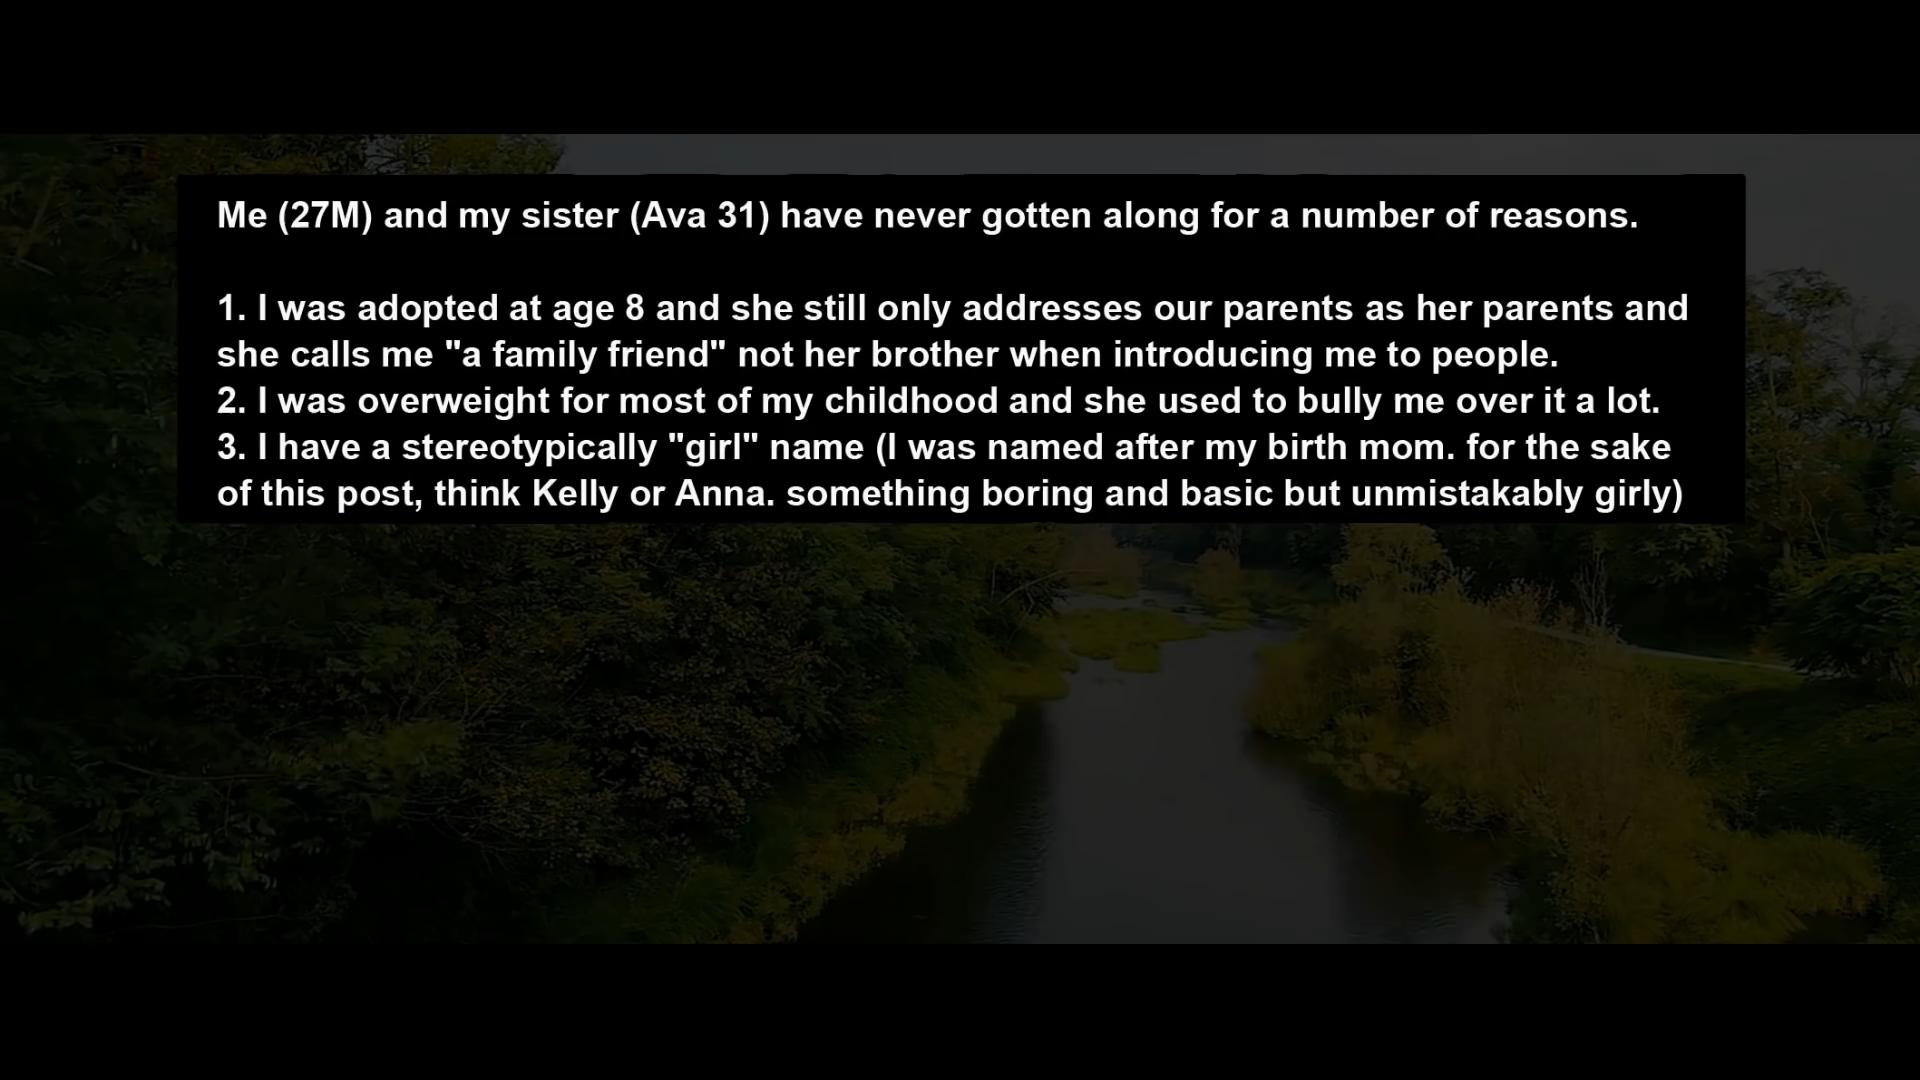 Me (27M) and my sister (Ava 31) have never gotten along for a number of reasons.
1. I was adopted at age 8 and she still only addresses our parents as her parents and
she calls me "a family friend" not her brother when introducing me to people.
2. I was overweight for most of my childhood and she used to bully me over it a lot.
3. I have a stereotypically "girl" name (I was named after my birth mom. for the sake
of this post, think Kelly or Anna. something boring and basic but unmistakably girly)